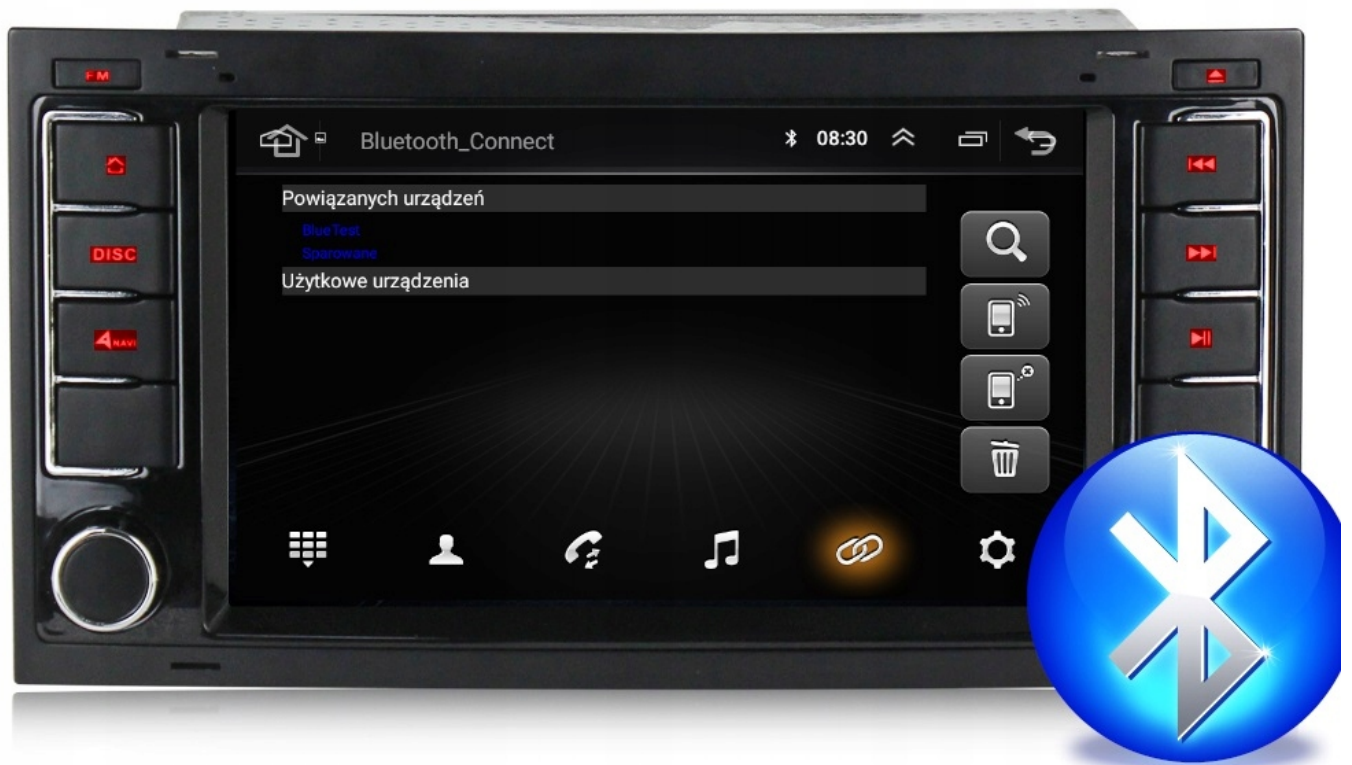 FM
Bluetooth_Connect
08:30
Powiązanych urządzeń
BlueTest
Sparowane
Użytkowe urządzenia
DISC
NAVI